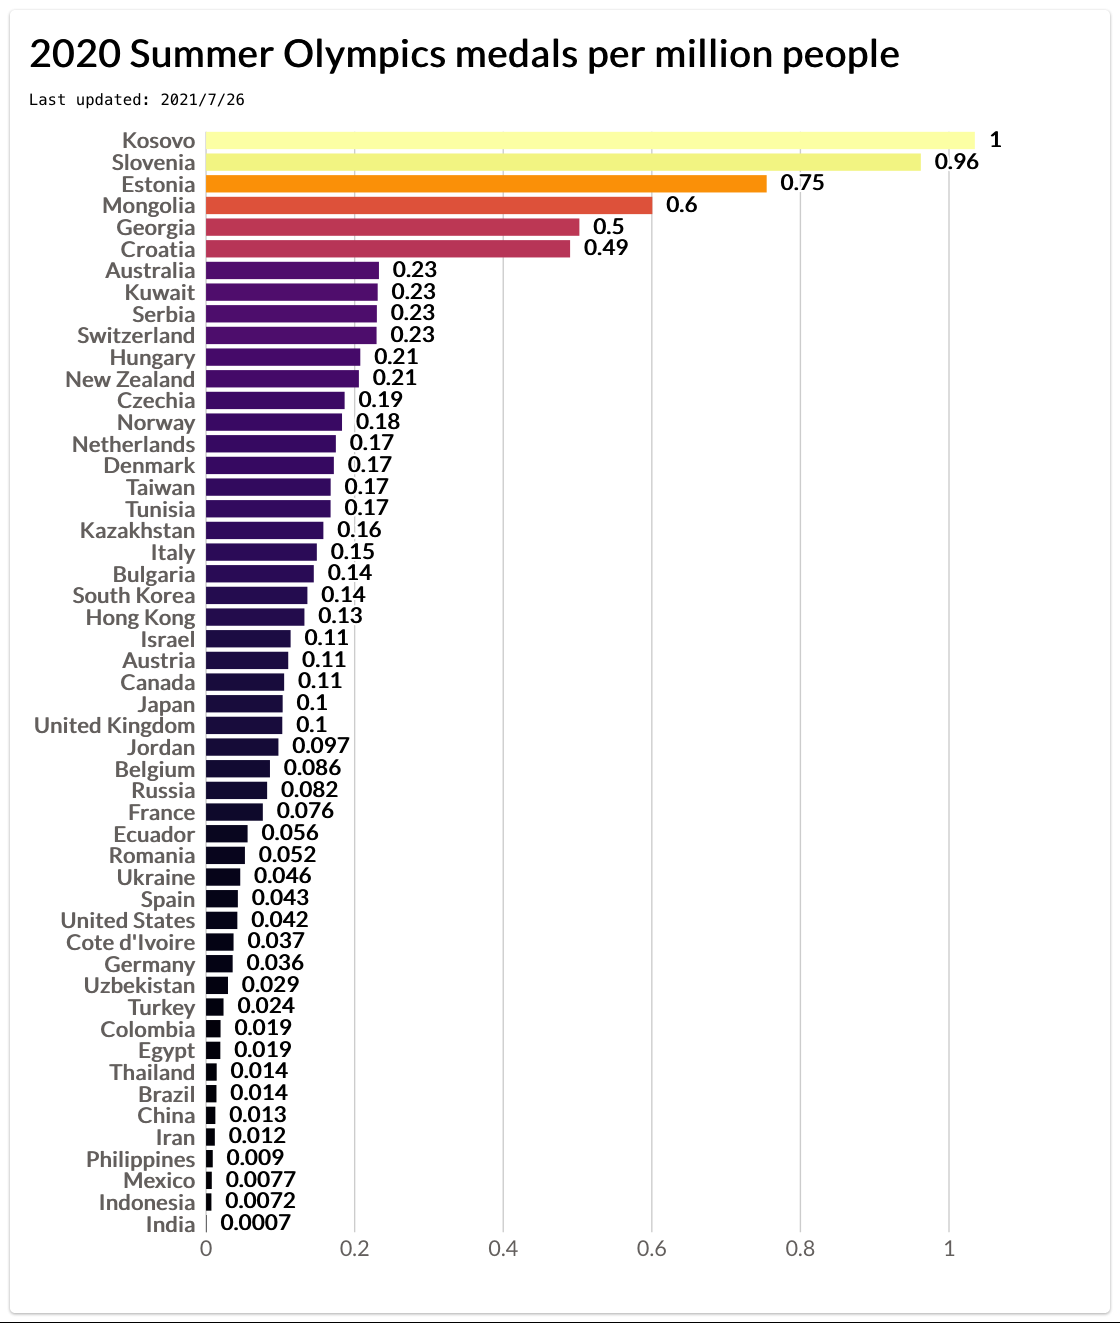 2020 Summer Olympics medals per million people
Last updated: 2021/7/26
Kosovo 1
Slovenia 0.96
Estonia 0.75
Mongolia 0.6
Georgia 0.5
Croatia 0.49
Australia 0.23
Kuwait 0.23
Serbia 0.23
Switzerland 0.23
Hungary 0.21
New Zealand 0.21
Czechia 0.19
Norway 0.18
Netherlands 0.17
Denmark 0.17
Taiwan 0.17
Tunisia 0.17
Kazakhstan 0.16
Italy 0.15
Bulgaria 0.14
South Korea 0.14
Hong Kong 0.13
Israel 0.11
Austria 0.11
Canada 0.11
Japan 0.1
United Kingdom 0.1
Jordan 0.097
Belgium 0.086
Russia 0.082
France 0.076
Ecuador 0.056
Romania 0.052
Ukraine 0.046
Spain 0.043
United States 0.042
Cote d'Ivoire 0.037
Germany 0.036
Uzbekistan 0.029
Turkey 0.024
Colombia 0.019
Egypt 0.019
Thailand 0.014
Brazil 0.014
China 0.013
Iran 0.012
Philippines 0.009
Mexico 0.0077
Indonesia 0.0072
India 0.0007
0 0.2 0.4 0.6 0.8 1